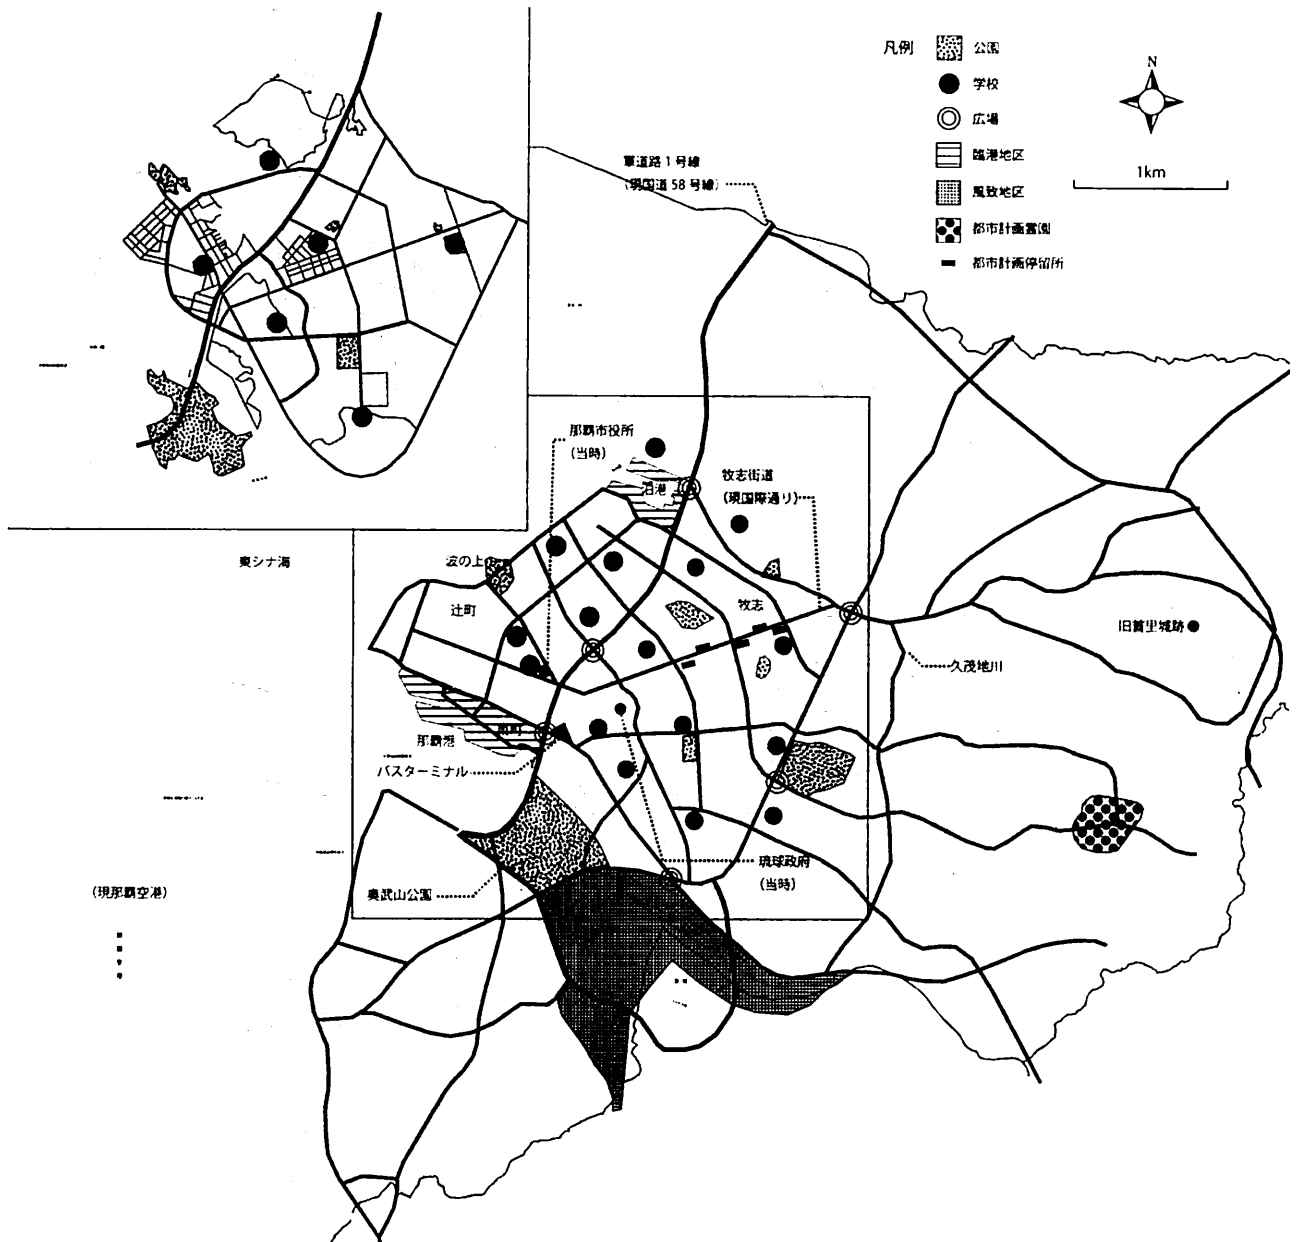 凡例
公園
学校
広場
臨港地区
風致地区
都市計画霊園
都市計画停留所
N
1km
軍道路1号線
(現国道58号線)
那覇市役所
(当時)
泊港
牧志街道
(現国際通り)
東シナ海
波の上
辻町
牧志
旧首里城跡
久茂地川
那覇港
バスターミナル
琉球政府
(当時)
奥武山公園
(現那覇空港)